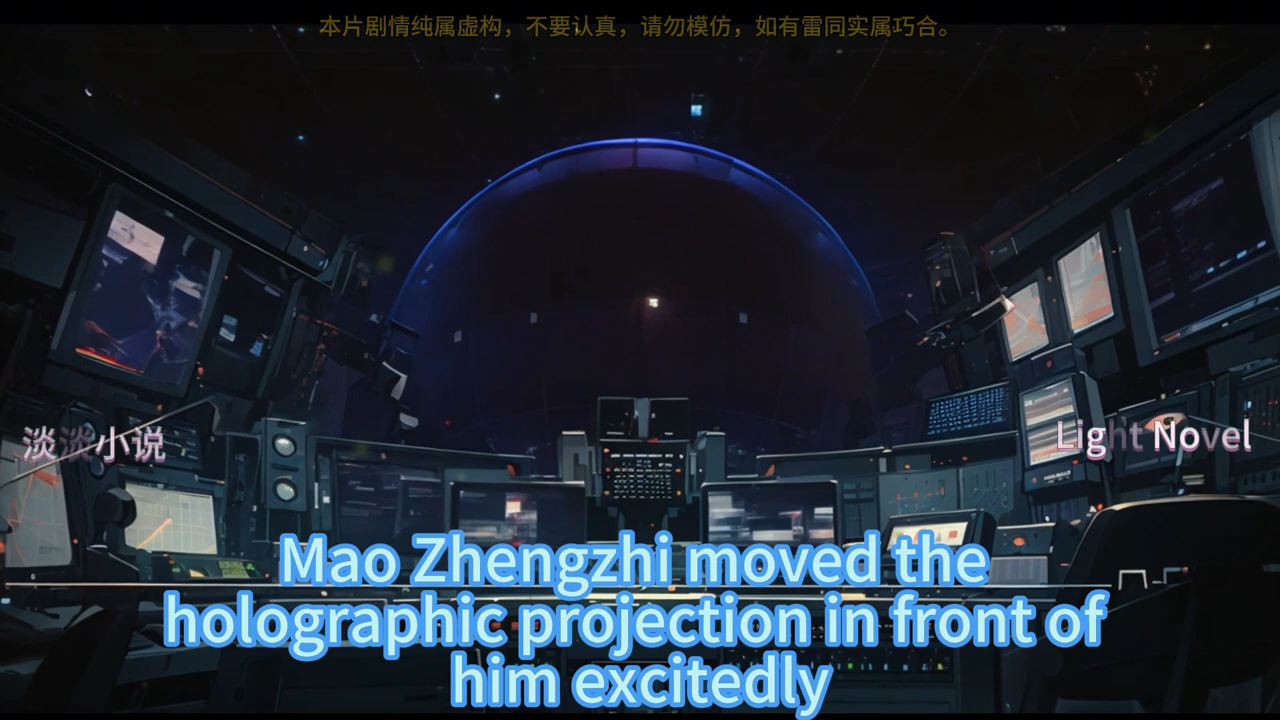 本片剧情纯属虚构，不要认真，请勿模仿，如有雷同实属巧合。
淡淡小说
Light Novel
Mao Zhengzhi moved the
holographic projection in front of
him excitedly